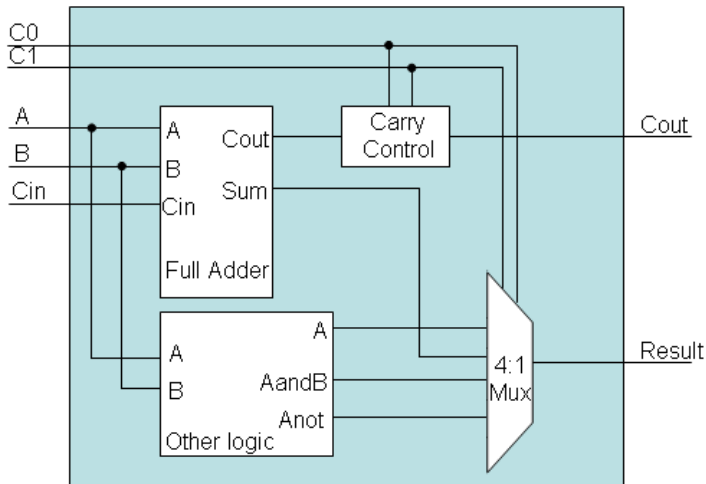 C0
C1
A
B
Cin
A
B
Cin
Cout
Sum
Full Adder
Carry
Control
Cout
A
B
A
AandB
Anot
Other logic
4:1
Mux
Result